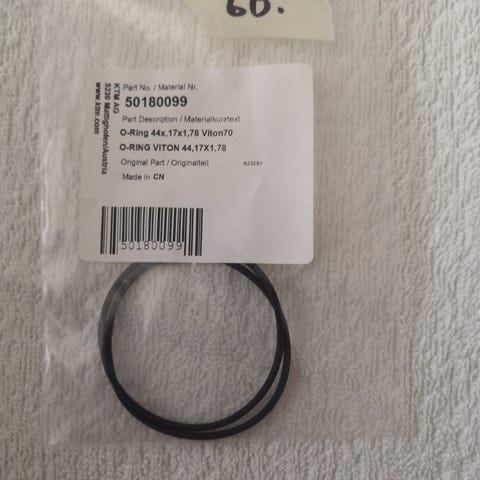 60.
KTM AG
5230 Mattighofen/Austria
www.ktm.com
Part No. / Material Nr.
50180099
Part Description / Materialkurztext
O-Ring 44x,17x1,78 Viton70
O-RING VITON 44,17X1,78
Original Part / Originalteil
A23297
Made in CN
50180099